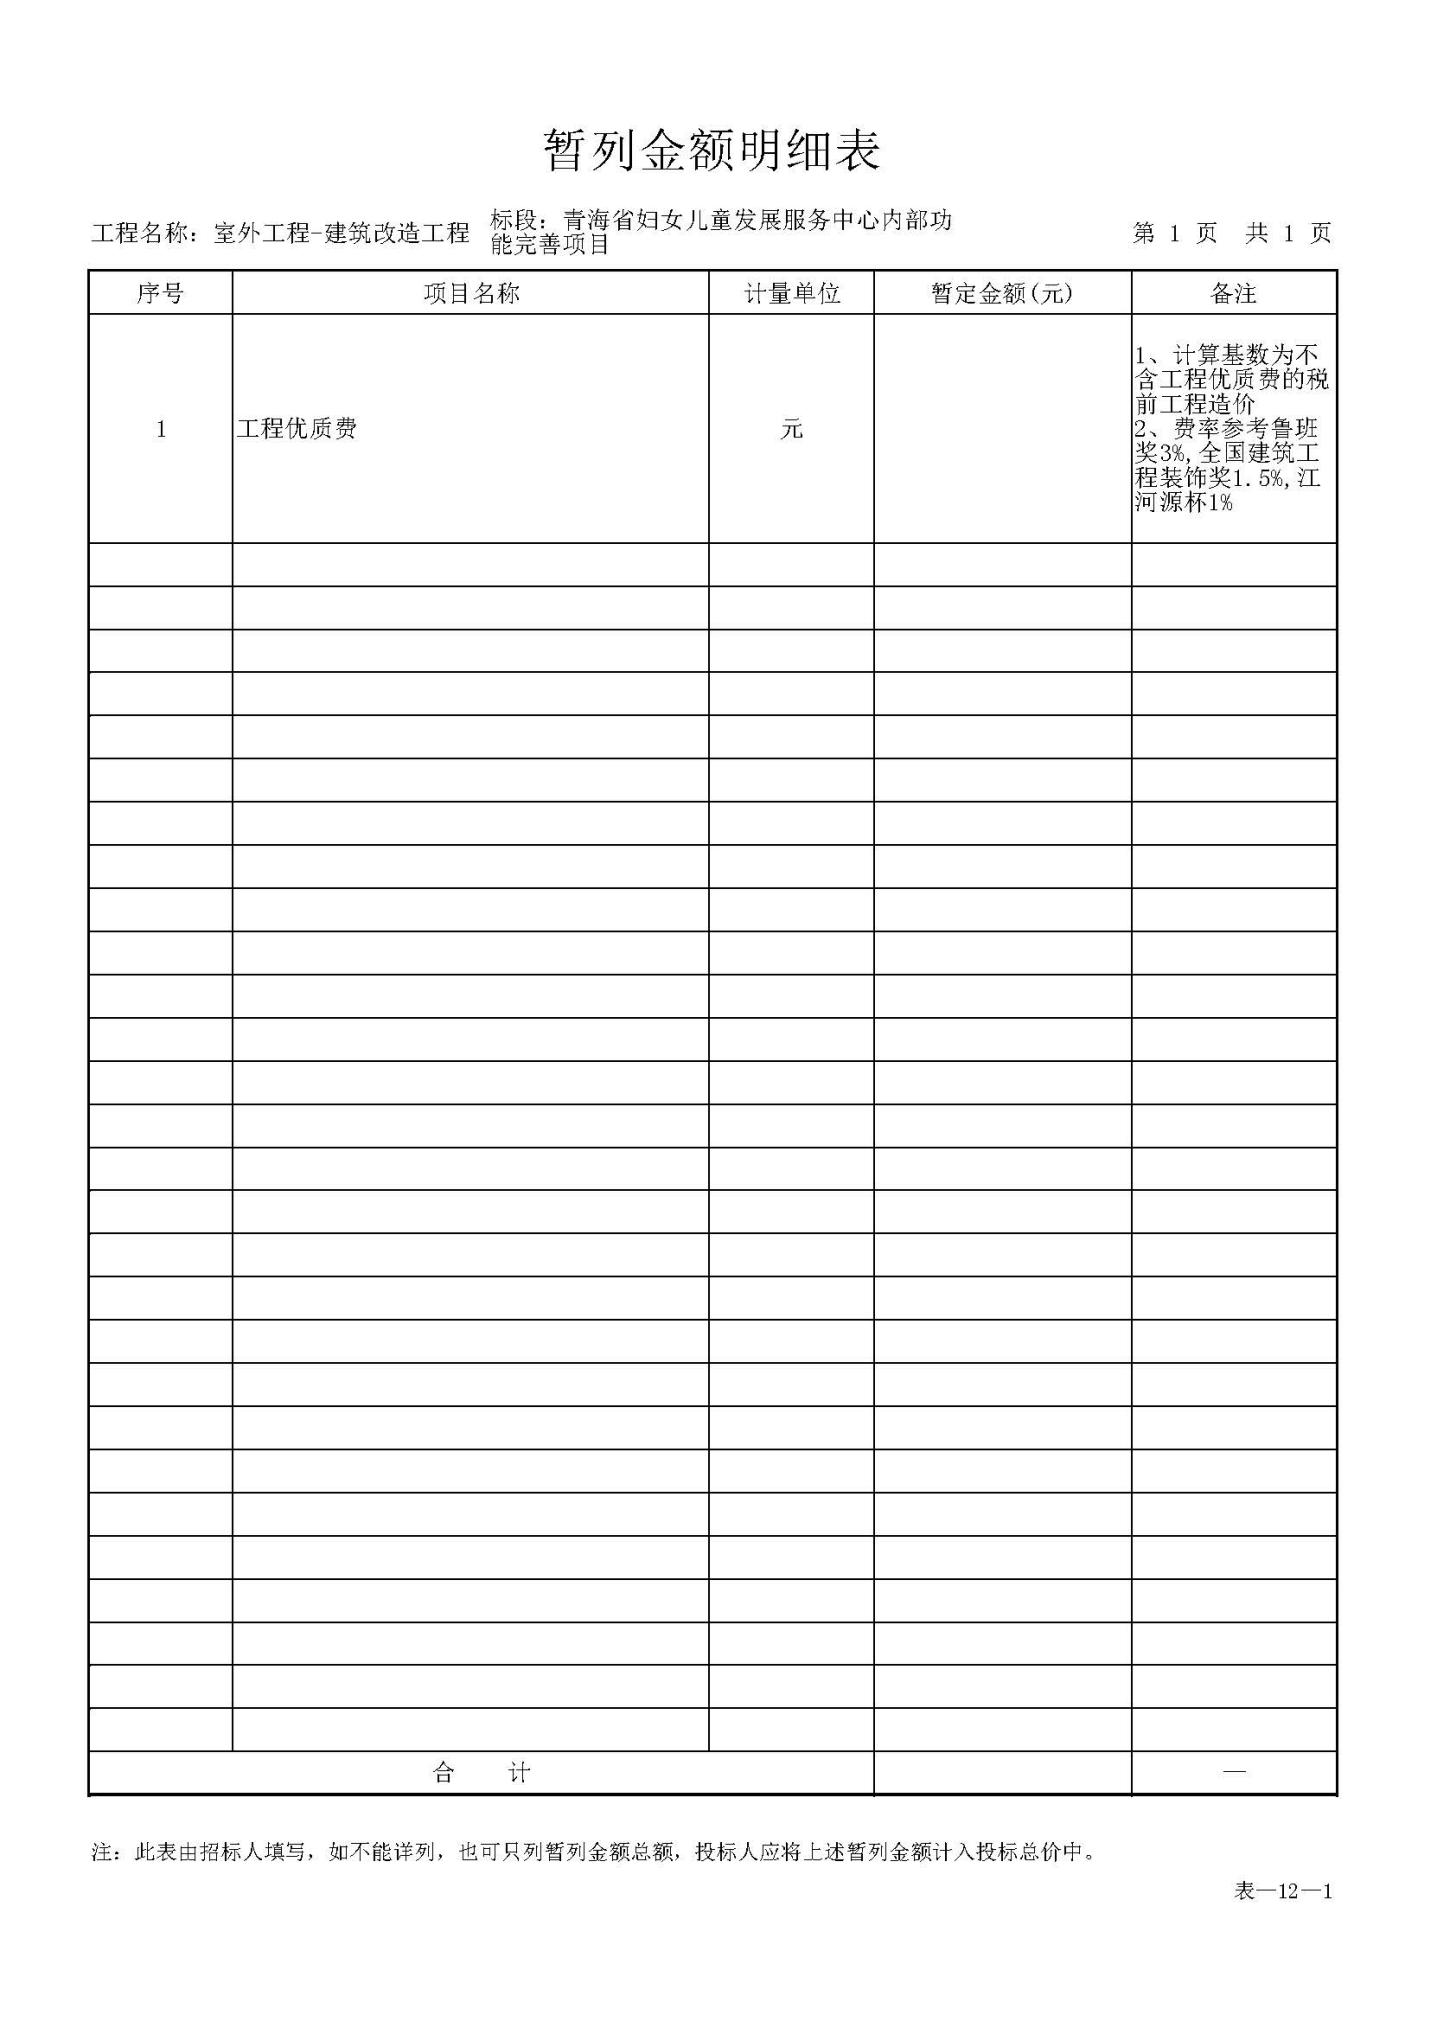 暂列金额明细表
工程名称：室外工程-建筑改造工程
标段：青海省妇女儿童发展服务中心内部功
能完善项目
第 1 页 共 1 页
序号 项目名称 计量单位 暂定金额(元) 备注
1 工程优质费 元
1、计算基数为不
含工程优质费的税
前工程造价
2、费率参考鲁班
奖3%,全国建筑工
程装饰奖1.5%,江
河源杯1%
合 计 —
注：此表由招标人填写，如不能详列，也可只列暂列金额总额，投标人应将上述暂列金额计入投标总价中。
表—12—1